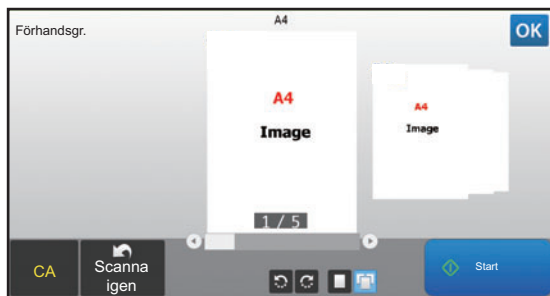 Förhandsgr.
A4
OK
A4
Image
A4
Image
1 / 5
CA
Scanna
igen
Start